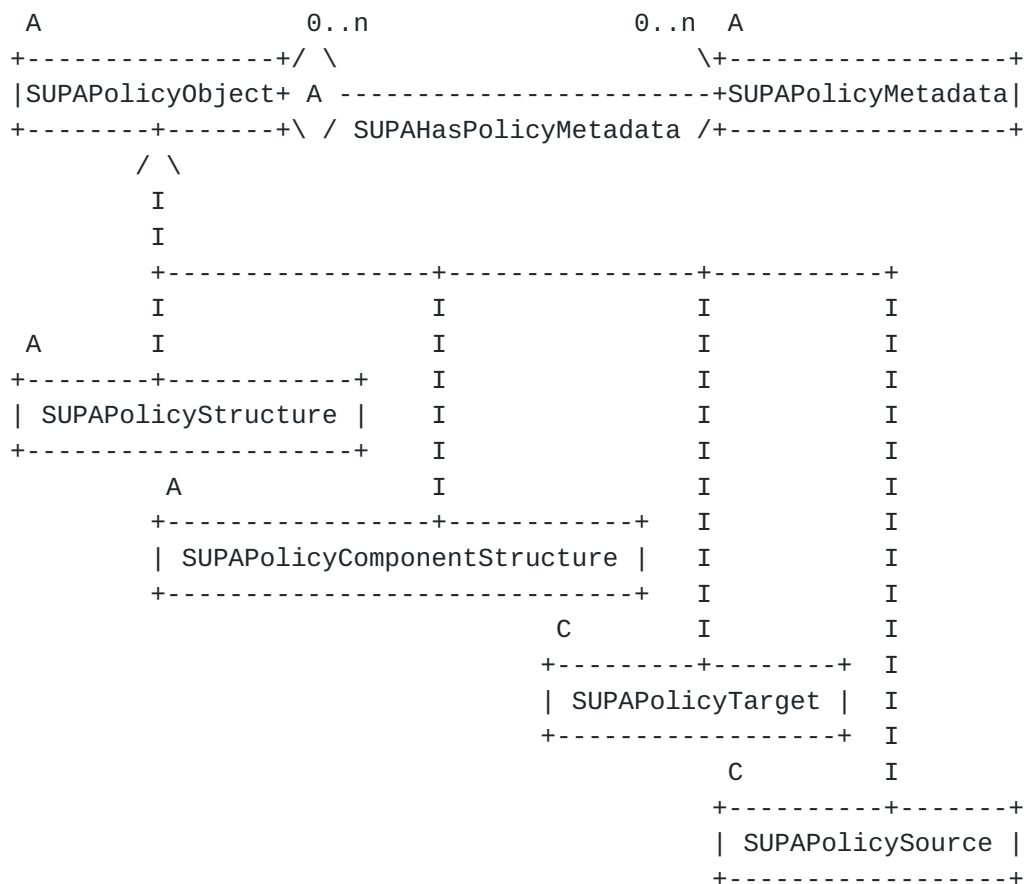 A                 0..n                 0..n  A
+----------------+/ \                       \+------------------+
|SUPAPolicyObject+ A ------------------------+SUPAPolicyMetadata|
+--------+-------+\ / SUPAHasPolicyMetadata /+------------------+
        / \
         I
         I
         +-----------------+----------------+-----------+
         I                 I                I           I
 A       I                 I                I           I
+--------+------------+    I                I           I
| SUPAPolicyStructure |    I                I           I
+---------------------+    I                I           I
          A                I                I           I
         +-----------------+------------+   I           I
         | SUPAPolicyComponentStructure |   I           I
         +------------------------------+   I           I
                                   C        I           I
                                  +---------+--------+  I
                                  | SUPAPolicyTarget |  I
                                  +------------------+  I
                                              C         I
                                             +----------+-------+
                                             | SUPAPolicySource |
                                             +------------------+